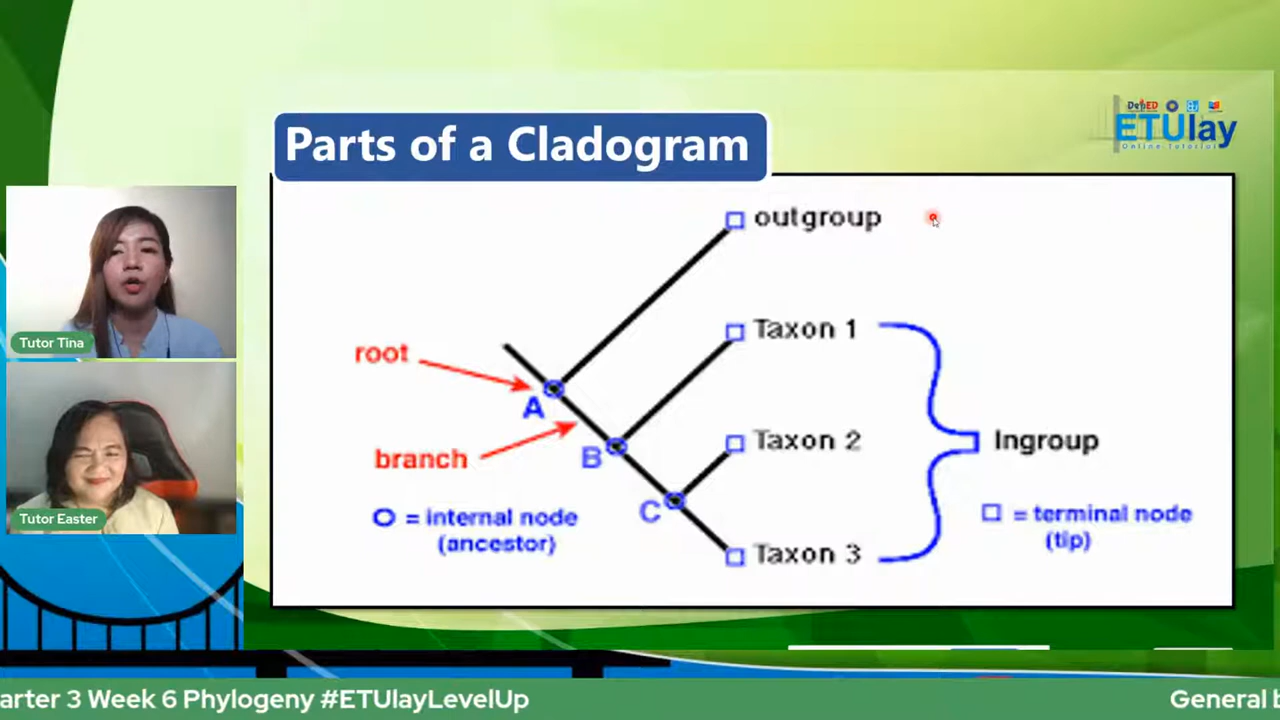 Parts of a Cladogram
DepED
ETUlay
Online Tutorial
outgroup
Taxon 1
root
A
branch
B
Taxon 2
Ingroup
C
O = internal node
(ancestor)
□ = terminal node
(tip)
Taxon 3
Tutor Tina
Tutor Easter
arter 3 Week 6 Phylogeny #ETUlayLevelUp
General b